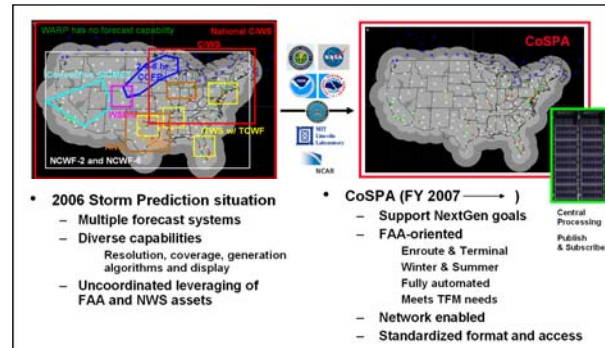 WARP has no forecast capability
National CIWS
CIWS
2-6 hr
CCFP
NCWF-2 and NCWF-6
MIT
Lincoln
Laboratory
NCAR
CoSPA
• 2006 Storm Prediction situation
– Multiple forecast systems
– Diverse capabilities
Resolution, coverage, generation
algorithms and display
– Uncoordinated leveraging of
FAA and NWS assets
• CoSPA (FY 2007 → )
– Support NextGen goals
– FAA-oriented
Enroute & Terminal
Winter & Summer
Fully automated
Meets TFM needs
– Network enabled
– Standardized format and access
Central
Processing
Publish
& Subscribe